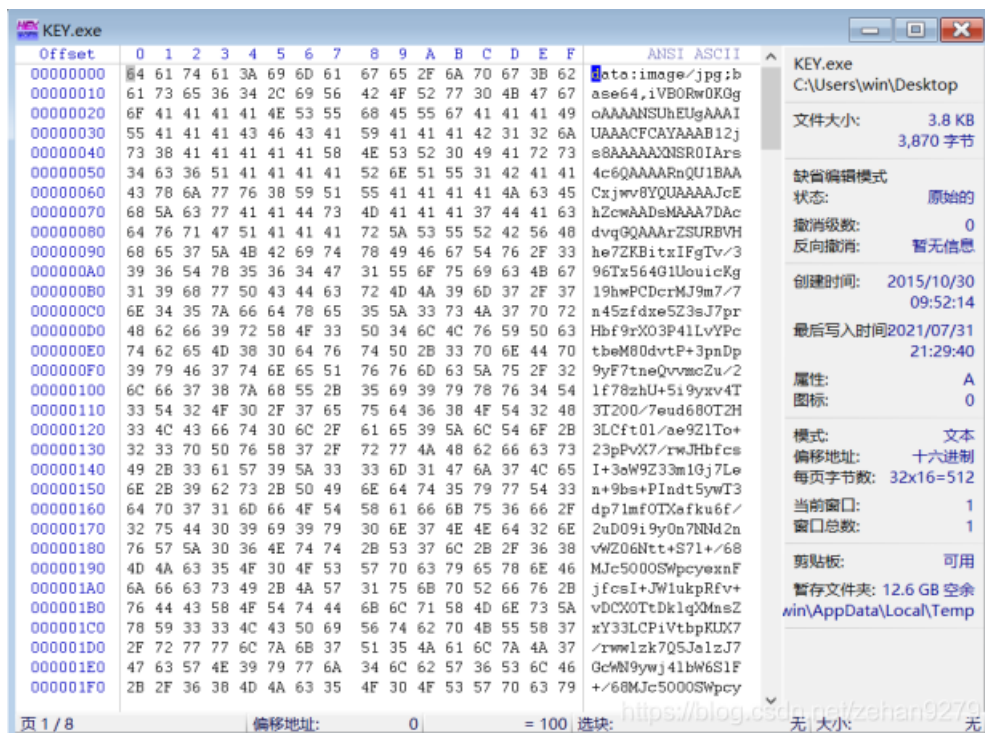 KEY.exe
Offset 0 1 2 3 4 5 6 7 8 9 A B C D E F ANSI ASCII
00000000 64 61 74 61 3A 69 6D 61 67 65 2F 6A 70 67 3B 62 data:image/jpg;b
00000010 61 73 65 36 34 2C 69 56 42 4F 52 77 30 4B 47 67 ase64,iVBORw0KGg
00000020 6F 41 41 41 41 4E 53 55 68 45 55 67 41 41 41 49 oAAAANSUhEUgAAAI
00000030 55 41 41 41 43 46 43 41 59 41 41 41 42 31 32 6A UAAACFCAYAAAB12j
00000040 73 38 41 41 41 41 41 58 4E 53 52 30 49 41 72 73 s8AAAAAXNSR0IArs
00000050 34 63 36 51 41 41 41 41 52 6E 51 55 31 42 41 41 4c6QAAAARnQU1BAA
00000060 43 78 6A 77 76 38 59 51 55 41 41 41 41 4A 63 45 Cxjwv8YQUAAAAJcE
00000070 68 5A 63 77 41 41 44 73 4D 41 41 41 37 44 41 63 hZcwAADsMAAA7DAc
00000080 64 76 71 47 51 41 41 41 72 5A 53 55 52 42 56 48 dvqGQAAArZSURBVH
00000090 68 65 37 5A 4B 42 69 74 78 49 46 67 54 76 2F 33 he7ZKBitxIFgTv/3
000000A0 39 36 54 78 35 36 34 47 31 55 6F 75 69 63 4B 67 96Tx564G1UouicKg
000000B0 31 39 68 77 50 43 44 63 72 4D 4A 39 6D 37 2F 37 19hwPCDcrMJ9m7/7
000000C0 6E 34 35 7A 66 64 78 65 35 5A 33 73 4A 37 70 72 n45zfdxe5Z3sJ7pr
000000D0 48 62 66 39 72 58 4F 33 50 34 6C 4C 76 59 50 63 Hbf9rXO3P4lLvYPc
000000E0 74 62 65 4D 38 30 64 76 74 50 2B 33 70 6E 44 70 tbeM80dvtP+3pnDp
000000F0 39 79 46 37 74 6E 65 51 76 76 6D 63 5A 75 2F 32 9yF7tneQvvmcZu/2
00000100 6C 66 37 38 7A 68 55 2B 35 69 39 79 78 76 34 54 lf78zhU+5i9yxv4T
00000110 33 54 32 4F 30 2F 37 65 75 64 36 38 4F 54 32 48 3T2O0/7eud68OT2H
00000120 33 4C 43 66 74 30 6C 2F 61 65 39 5A 6C 54 6F 2B 3LCft0l/ae9ZlTo+
00000130 32 33 70 50 76 58 37 2F 72 77 4A 48 62 66 63 73 23pPvX7/rwJHbfcs
00000140 49 2B 33 61 57 39 5A 33 33 6D 31 47 6A 37 4C 65 I+3aW9Z33m1Gj7Le
00000150 6E 2B 39 62 73 2B 50 49 6E 64 74 35 79 77 54 33 n+9bs+PIndt5ywT3
00000160 64 70 37 31 6D 66 4F 54 58 61 66 6B 75 36 66 2F dp71mfOTXafku6f/
00000170 32 75 44 30 39 69 39 79 30 6E 37 4E 4E 64 32 6E 2uD09i9y0n7NNd2n
00000180 76 57 5A 30 36 4E 74 74 2B 53 37 6C 2B 2F 36 38 vWZ06Ntt+S7l+/68
00000190 4D 4A 63 35 4F 30 4F 53 57 70 63 79 65 78 6E 46 MJc5O0OSWpcyexnF
000001A0 6A 66 63 73 49 2B 4A 57 31 75 6B 70 52 66 76 2B jfcsI+JW1ukpRfv+
000001B0 76 44 43 58 4F 54 74 44 6B 6C 71 58 4D 6E 73 5A vDCXOTtDklqXMnsZ
000001C0 78 59 33 33 4C 43 50 69 56 74 62 70 4B 55 58 37 xY33LCPiVtbpKUX7
000001D0 2F 72 77 77 6C 7A 6B 37 51 35 4A 61 6C 7A 4A 37 /rwwlzk7Q5JalzJ7
000001E0 47 63 57 4E 39 79 77 6A 34 6C 62 57 36 53 6C 46 GcWN9ywj4lbW6SlF
000001F0 2B 2F 36 38 4D 4A 63 35 4F 30 4F 53 57 70 63 79 +/68MJc5O0OSWpcy
KEY.exe
C:\Users\win\Desktop
文件大小: 3.8 KB
3,870 字节
缺省编辑模式
状态: 原始的
撤消级数: 0
反向撤消: 暂无信息
创建时间: 2015/10/30
09:52:14
最后写入时间2021/07/31
21:29:40
属性: A
图标: 0
模式: 文本
偏移地址: 十六进制
每页字节数: 32x16=512
当前窗口: 1
窗口总数: 1
剪贴板: 可用
暂存文件夹: 12.6 GB 空余
win\AppData\Local\Temp
页 1 / 8 偏移地址: 0 = 100 选块: 无 大小: 无
https://blog.csdn.net/zehan9279